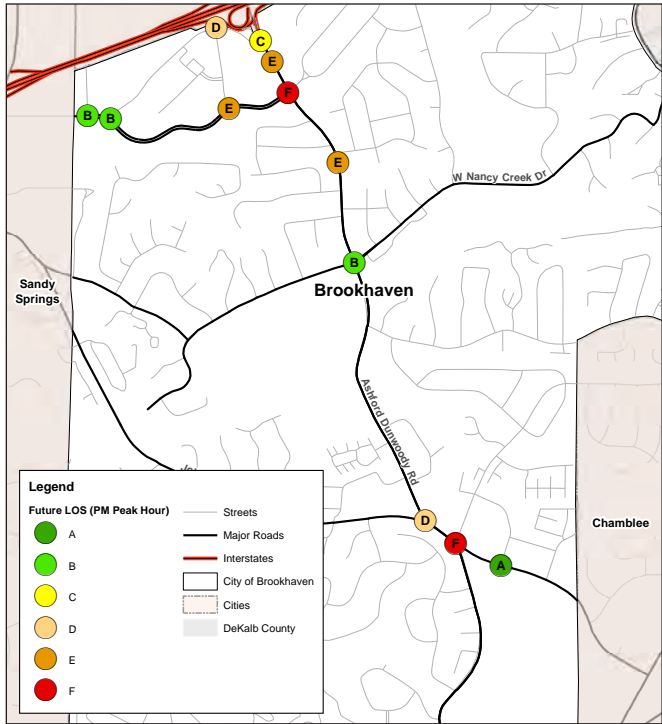 D
C
E
F
E
B
B
E
W Nancy Creek Dr
B
Brookhaven
Sandy
Springs
Ashford Dunwoody Rd
D
F
A
Chamblee
Legend
Future LOS (PM Peak Hour)
A
B
C
D
E
F
Streets
Major Roads
Interstates
City of Brookhaven
Cities
DeKalb County